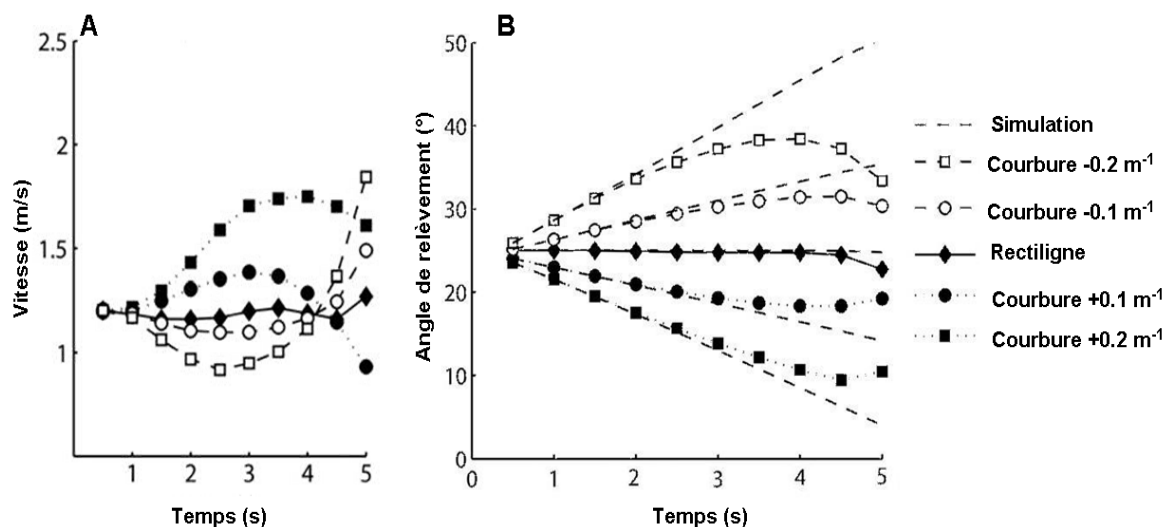 A
Vitesse (m/s)
2.5
2
1.5
1
1
2
3
4
5
Temps (s)
B
Angle de relèvement (°)
50
40
30
20
10
0
0
1
2
3
4
5
Temps (s)
Simulation
Courbure -0.2 m-1
Courbure -0.1 m-1
Rectiligne
Courbure +0.1 m-1
Courbure +0.2 m-1